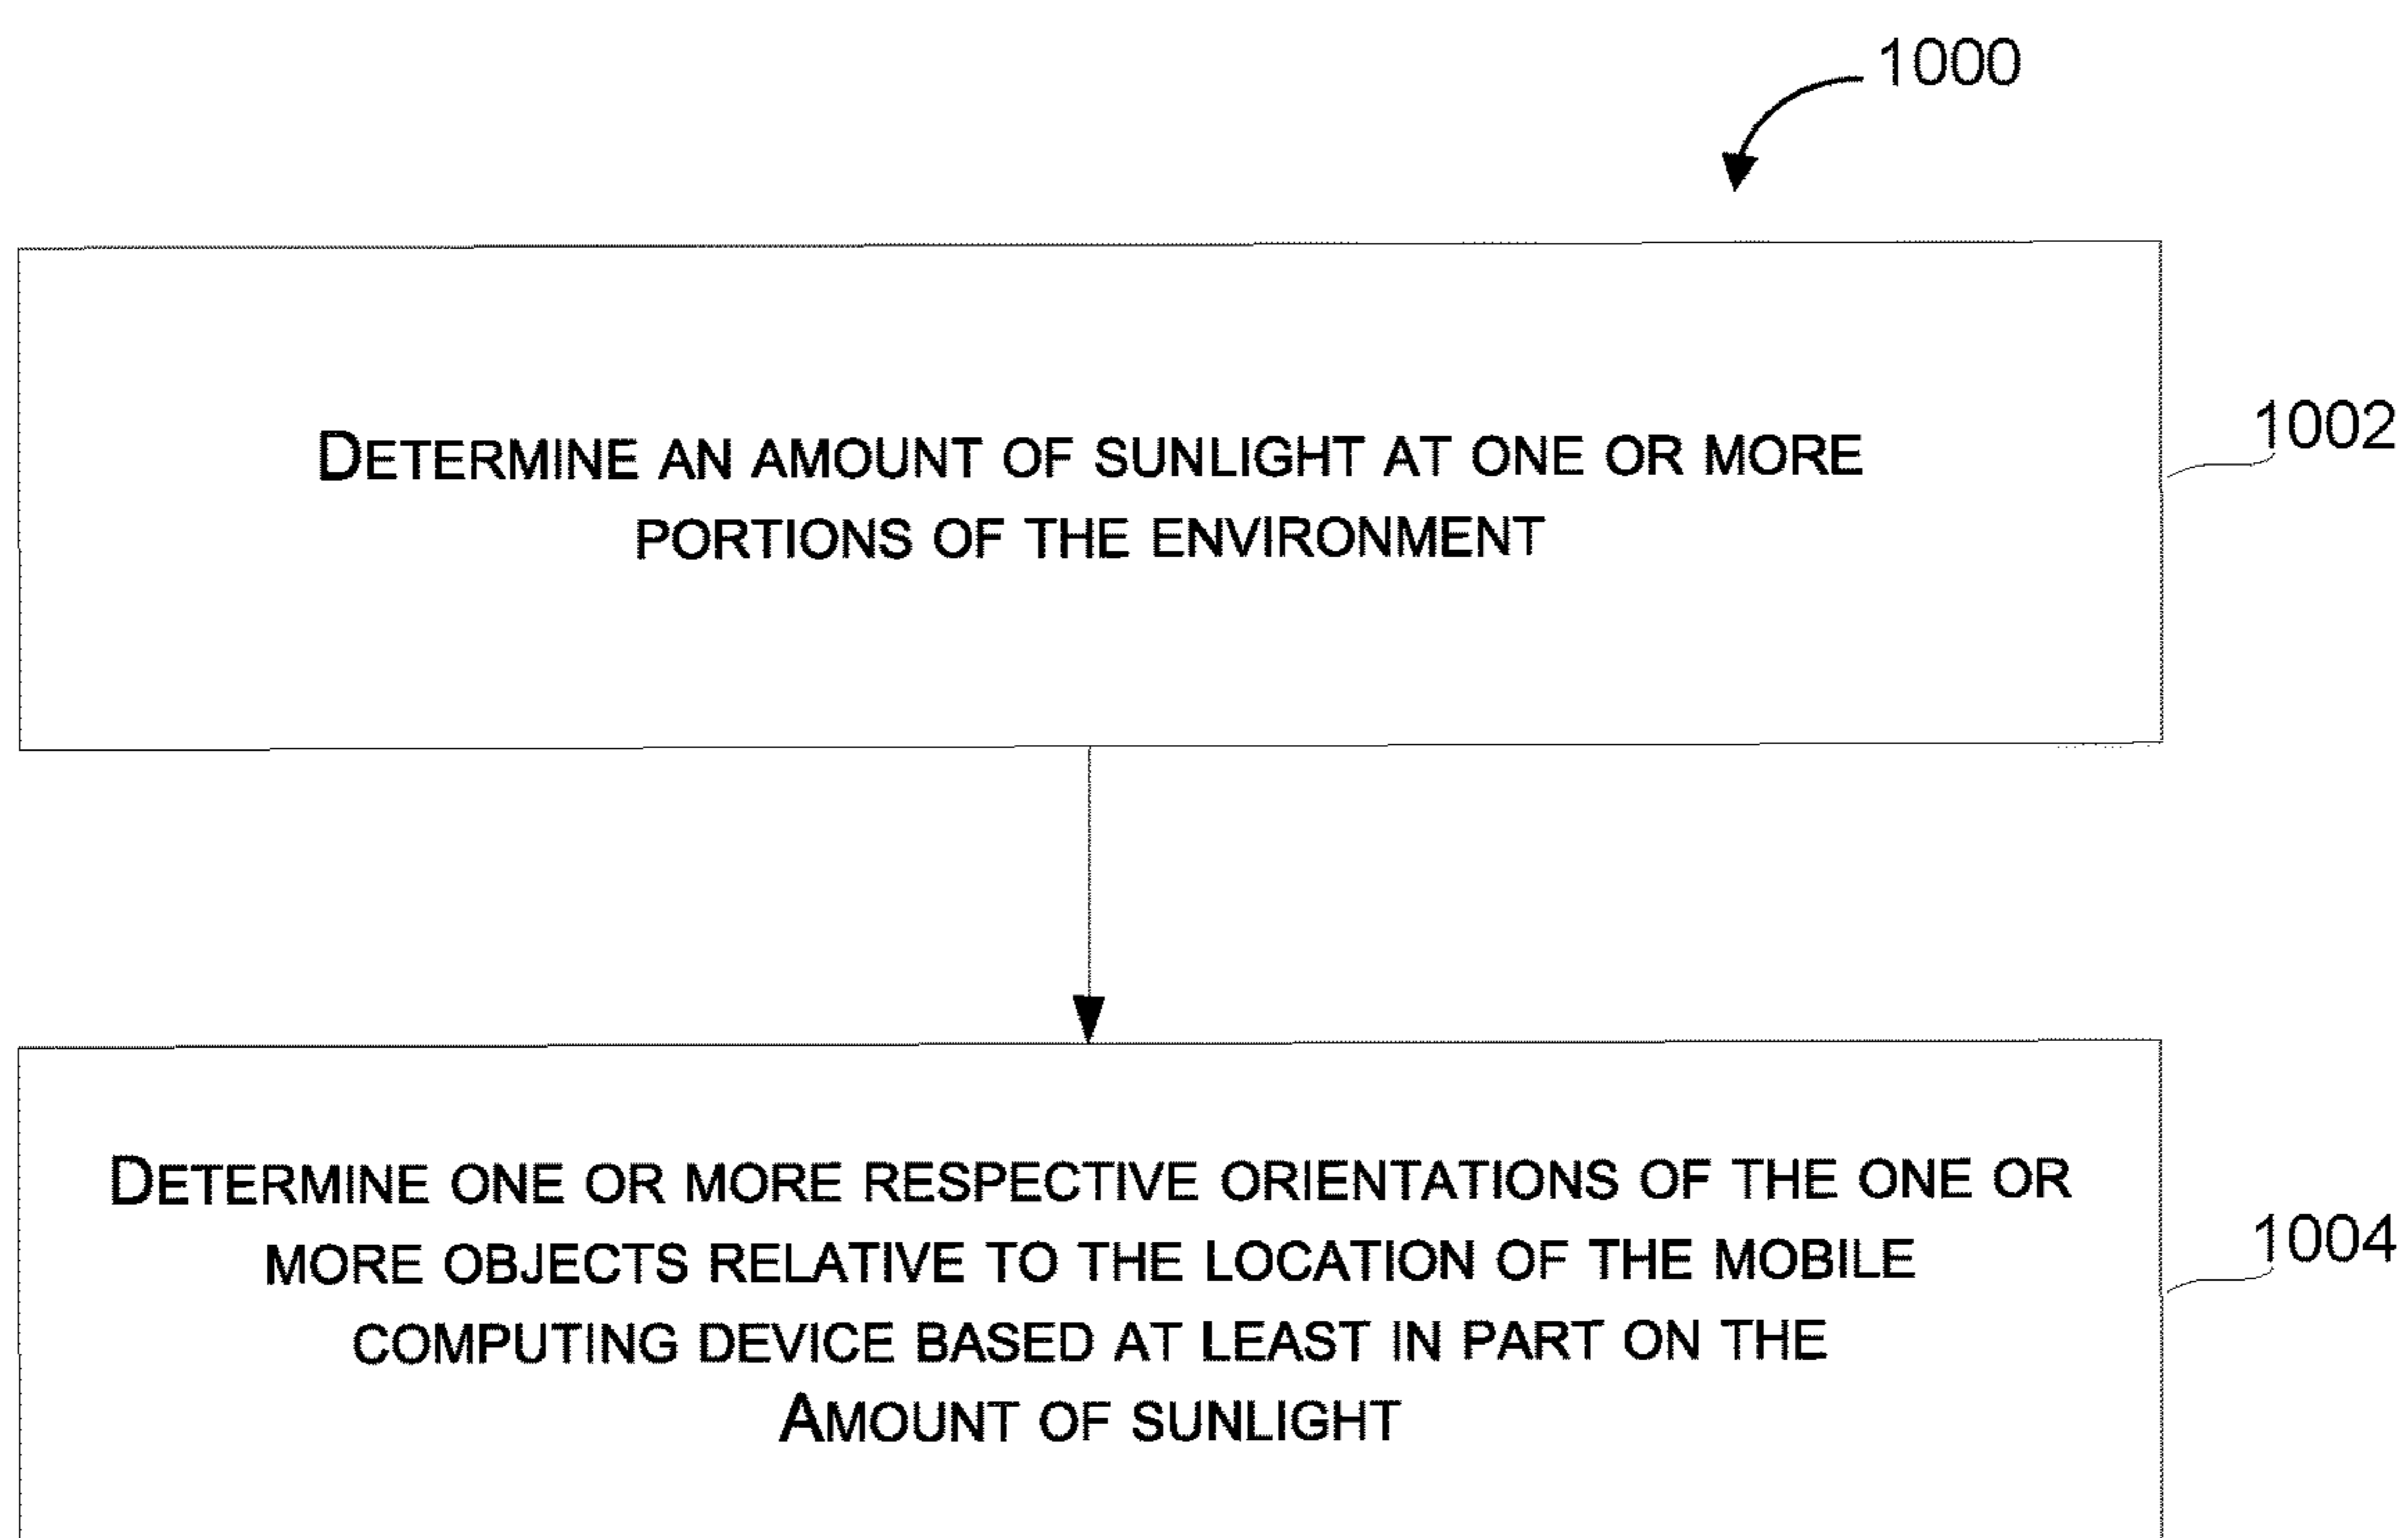 1000
DETERMINE AN AMOUNT OF SUNLIGHT AT ONE OR MORE
PORTIONS OF THE ENVIRONMENT
1002
DETERMINE ONE OR MORE RESPECTIVE ORIENTATIONS OF THE ONE OR
MORE OBJECTS RELATIVE TO THE LOCATION OF THE MOBILE
COMPUTING DEVICE BASED AT LEAST IN PART ON THE
AMOUNT OF SUNLIGHT
1004